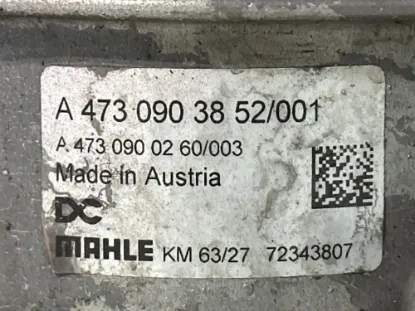 A 473 090 38 52/001
A 473 090 02 60/003
Made in Austria
DC
MAHLE KM 63/27 72343807